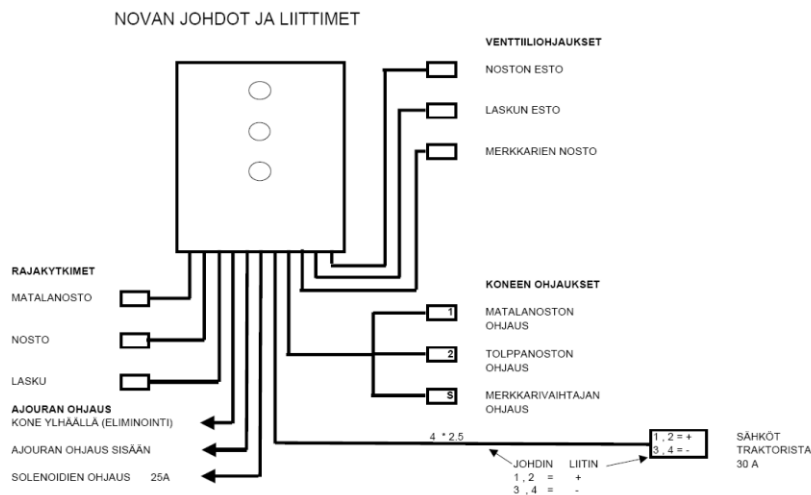 NOVAN JOHDOT JA LIITTIMET
VENTTIILIOHJAUKSET
NOSTON ESTO
LASKUN ESTO
MERKKARIEN NOSTO
RAJAKYTKIMET
MATALANOSTO
NOSTO
LASKU
KONEEN OHJAUKSET
1
MATALANOSTON
OHJAUS
2
TOLPPANOSTON
OHJAUS
S
MERKKARIVAIHTAJAN
OHJAUS
AJOURAN OHJAUS
KONE YLHÄÄLLÄ (ELIMINOINTI)
AJOURAN OHJAUS SISÄÄN
SOLENOIDIEN OHJAUS 25A
4 * 2.5
1 , 2 = +
3 , 4 = -
SÄHKÖT
TRAKTORISTA
30 A
JOHDIN LIITIN
1 , 2 = +
3 , 4 = -